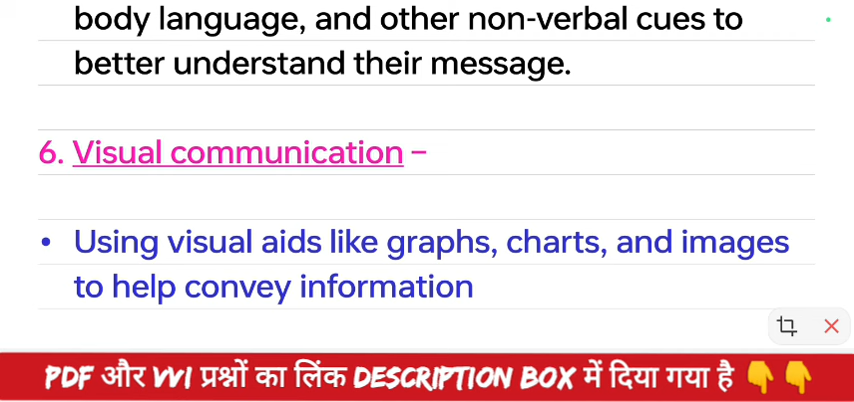 body language, and other non-verbal cues to
better understand their message.
6. Visual communication –
• Using visual aids like graphs, charts, and images
to help convey information
PDF और VVI प्रश्नों का लिंक DESCRIPTION BOX में दिया गया है 👇👇